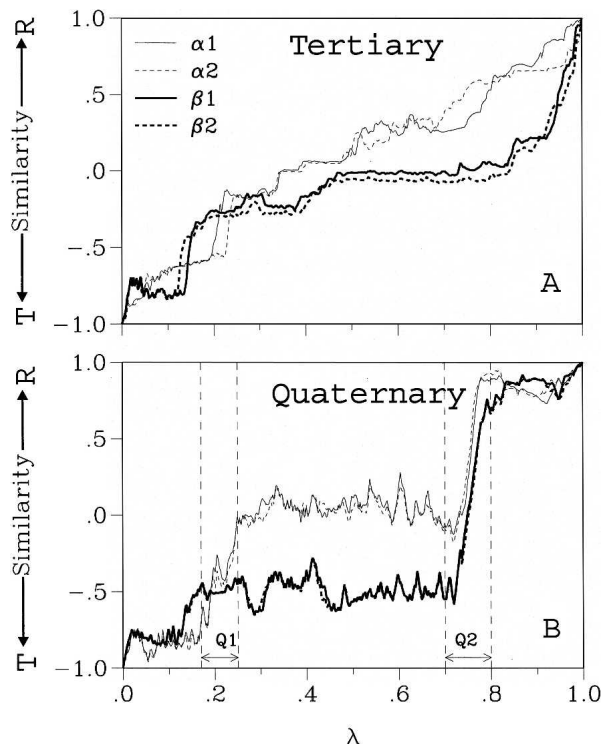 Tertiary
α1
α2
β1
β2
T ← Similarity → R
1.0
.5
.0
−.5
−1.0
A
Quaternary
T ← Similarity → R
1.0
.5
.0
−.5
−1.0
Q1
Q2
B
.0 .2 .4 .6 .8 1.0
λ